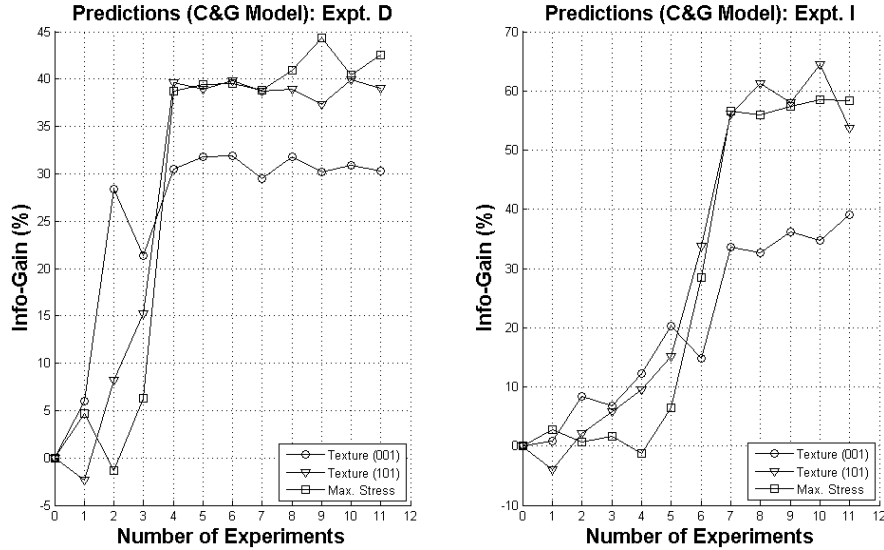 Predictions (C&G Model): Expt. D
Info-Gain (%)
45
40
35
30
25
20
15
10
5
0
-5
0 1 2 3 4 5 6 7 8 9 10 11 12
Number of Experiments
Texture (001)
Texture (101)
Max. Stress
Predictions (C&G Model): Expt. I
Info-Gain (%)
70
60
50
40
30
20
10
0
-10
0 1 2 3 4 5 6 7 8 9 10 11 12
Number of Experiments
Texture (001)
Texture (101)
Max. Stress